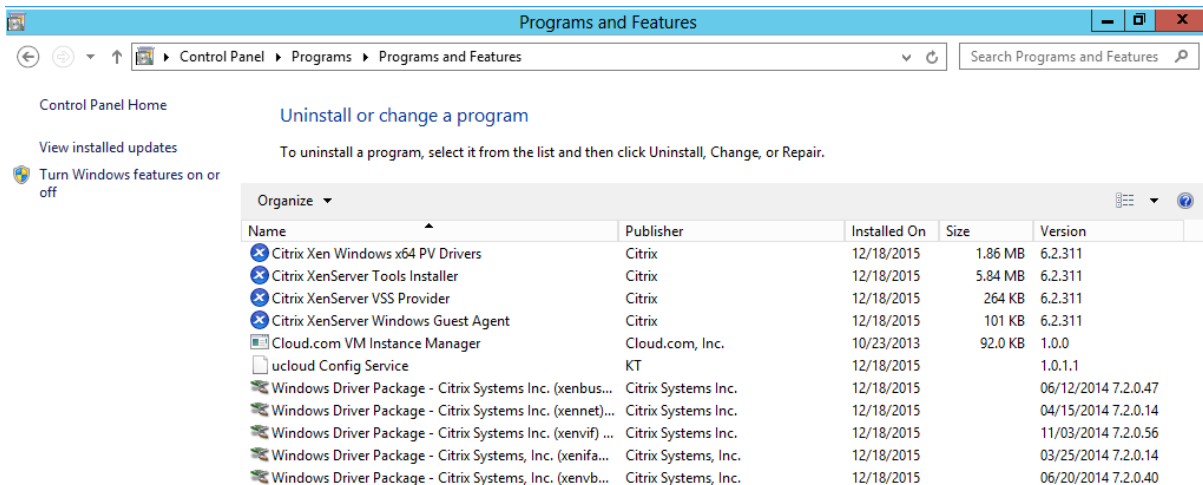 Programs and Features
Control Panel Programs Programs and Features
Search Programs and Features
Control Panel Home
View installed updates
Turn Windows features on or
off
Uninstall or change a program
To uninstall a program, select it from the list and then click Uninstall, Change, or Repair.
Organize
Name Publisher Installed On Size Version
Citrix Xen Windows x64 PV Drivers Citrix 12/18/2015 1.86 MB 6.2.311
Citrix XenServer Tools Installer Citrix 12/18/2015 5.84 MB 6.2.311
Citrix XenServer VSS Provider Citrix 12/18/2015 264 KB 6.2.311
Citrix XenServer Windows Guest Agent Citrix 12/18/2015 101 KB 6.2.311
Cloud.com VM Instance Manager Cloud.com, Inc. 10/23/2013 92.0 KB 1.0.0
ucloud Config Service KT 12/18/2015 1.0.1.1
Windows Driver Package - Citrix Systems Inc. (xenbus... Citrix Systems Inc. 12/18/2015 06/12/2014 7.2.0.47
Windows Driver Package - Citrix Systems Inc. (xennet)... Citrix Systems Inc. 12/18/2015 04/15/2014 7.2.0.14
Windows Driver Package - Citrix Systems Inc. (xenvif) ... Citrix Systems Inc. 12/18/2015 11/03/2014 7.2.0.56
Windows Driver Package - Citrix Systems, Inc. (xenifa... Citrix Systems, Inc. 12/18/2015 03/25/2014 7.2.0.14
Windows Driver Package - Citrix Systems, Inc. (xenvb... Citrix Systems, Inc. 12/18/2015 06/20/2014 7.2.0.40